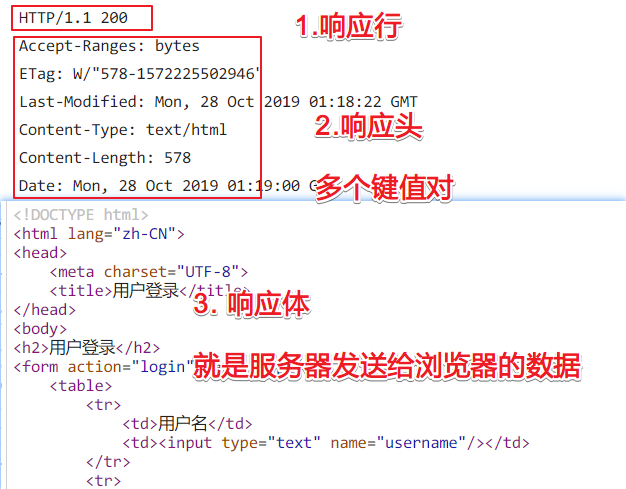 HTTP/1.1 200
1.响应行
Accept-Ranges: bytes
ETag: W/"578-1572225502946"
Last-Modified: Mon, 28 Oct 2019 01:18:22 GMT
Content-Type: text/html
2.响应头
Content-Length: 578
Date: Mon, 28 Oct 2019 01:19:00 G
多个键值对
<!DOCTYPE html>
<html lang="zh-CN">
<head>
<meta charset="UTF-8">
<title>用户登录</title>
3. 响应体
</head>
<body>
<h2>用户登录</h2>
<form action="login"
就是服务器发送给浏览器的数据
<table>
<tr>
<td>用户名</td>
<td><input type="text" name="username"/></td>
</tr>
<tr>